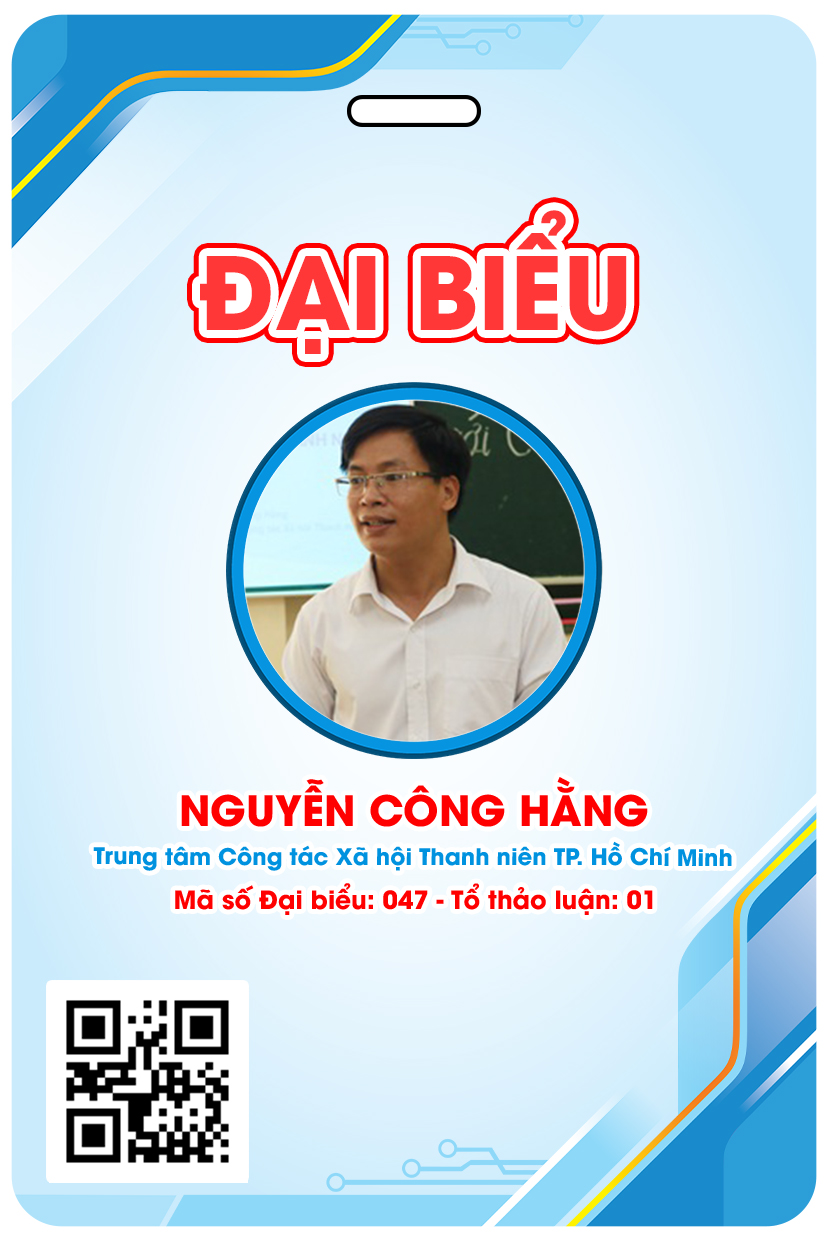 ĐẠI BIỂU
ới C
NGUYỄN CÔNG HẰNG
Trung tâm Công tác Xã hội Thanh niên TP. Hồ Chí Minh
Mã số Đại biểu: 047 - Tổ thảo luận: 01